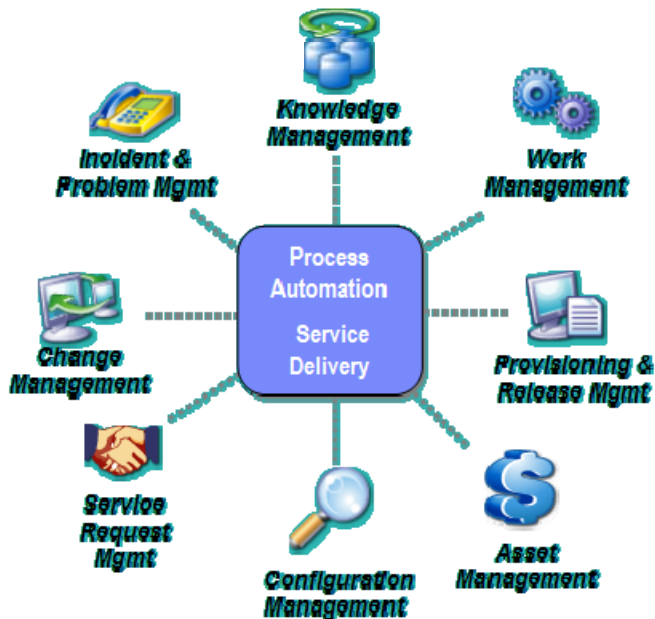 Knowledge
Management
Incident &
Problem Mgmt
Work
Management
Process
Automation
Service
Delivery
Change
Management
Provisioning &
Release Mgmt
Service
Request
Mgmt
Configuration
Management
Asset
Management